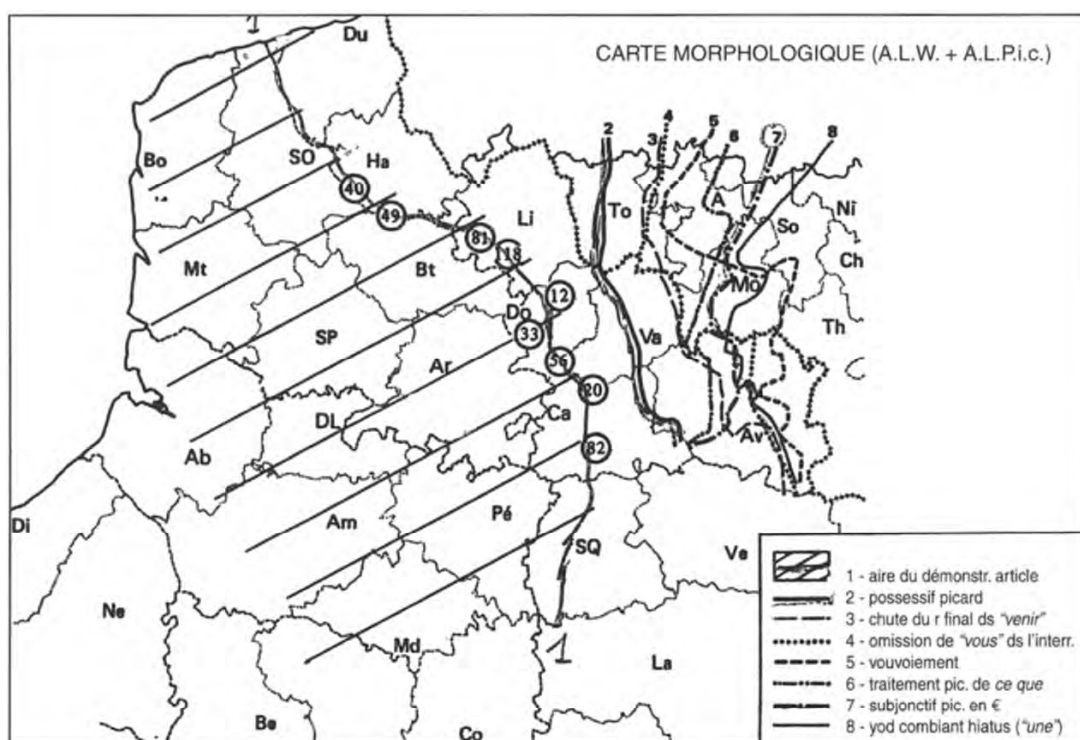 1
Du
CARTE MORPHOLOGIQUE (A.L.W. + A.L.P.i.c.)
2 3 4 5 6 7 8
Bo SO Ha To A Ni
40 49 Li So
81 18 Ch
Mt Bt Mo
12 Do 33 Th
SP Va
Ar 56
20
DL Ca
Ab 82 Av
Am Pé
Di SQ Ve
Ne
Md 1 La
Be Co
1 - aire du démonstr. article
2 - possessif picard
3 - chute du r final ds "venir"
4 - omission de "vous" ds l'interr.
5 - vouvoiement
6 - traitement pic. de ce que
7 - subjonctif pic. en €
8 - yod combiant hiatus ("une")